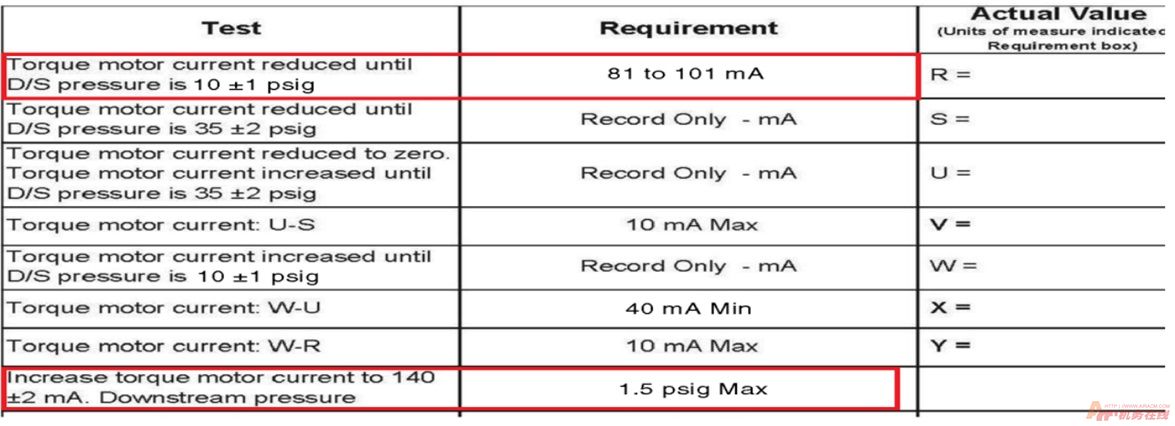 Test Requirement Actual Value
(Units of measure indicated
Requirement box)
Torque motor current reduced until
D/S pressure is 10 ±1 psig
81 to 101 mA
R =
Torque motor current reduced until
D/S pressure is 35 ±2 psig
Record Only - mA
S =
Torque motor current reduced to zero.
Torque motor current increased until
D/S pressure is 35 ±2 psig
Record Only - mA
U =
Torque motor current: U-S
10 mA Max
V =
Torque motor current increased until
D/S pressure is 10 ±1 psig
Record Only - mA
W =
Torque motor current: W-U
40 mA Min
X =
Torque motor current: W-R
10 mA Max
Y =
Increase torque motor current to 140
±2 mA. Downstream pressure
1.5 psig Max
机务在线